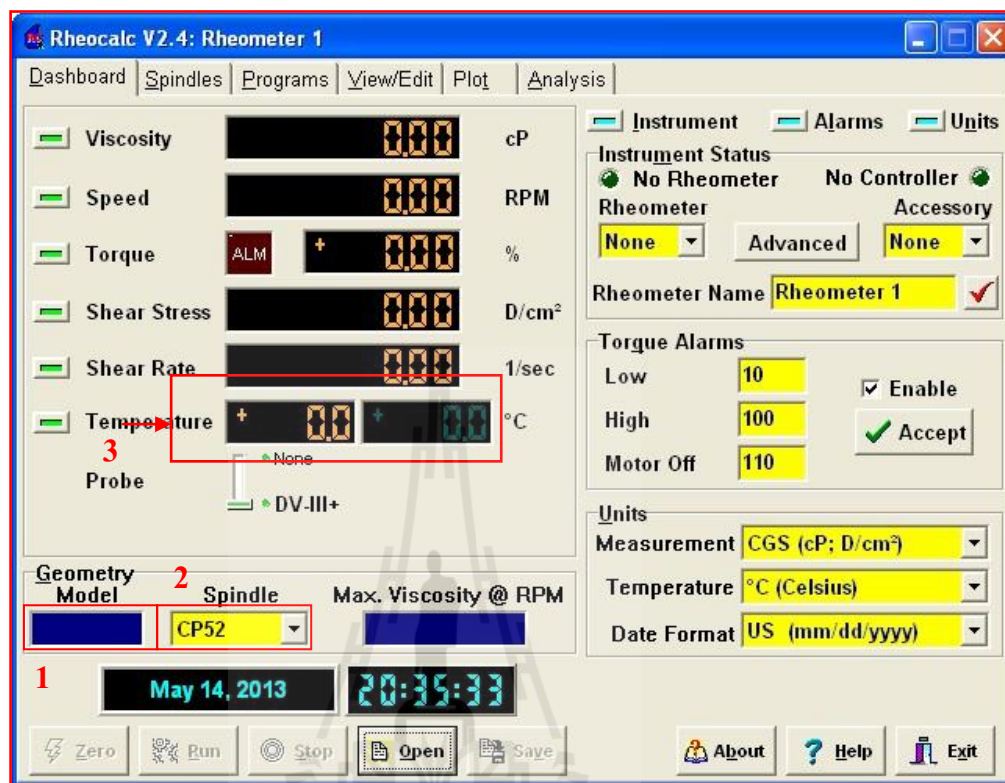 Rheocalc V2.4: Rheometer 1
Dashboard Spindles Programs View/Edit Plot Analysis
Viscosity 0.00 cP
Speed 0.00 RPM
Torque ALM + 0.00 %
Shear Stress 0.00 D/cm²
Shear Rate 0.00 1/sec
Temperature + 0.0 + 0.0 °C
3
Probe
None
DV-III+
Instrument Alarms Units
Instrument Status
No Rheometer No Controller
Rheometer Accessory
None Advanced None
Rheometer Name Rheometer 1
Torque Alarms
Low 10
High 100
Motor Off 110
Enable
Accept
Units
Measurement CGS (cP; D/cm²)
Temperature °C (Celsius)
Date Format US (mm/dd/yyyy)
Geometry
2
Model Spindle Max. Viscosity @ RPM
CP52
1
May 14, 2013 20:35:33
Zero Run Stop Open Save About Help Exit